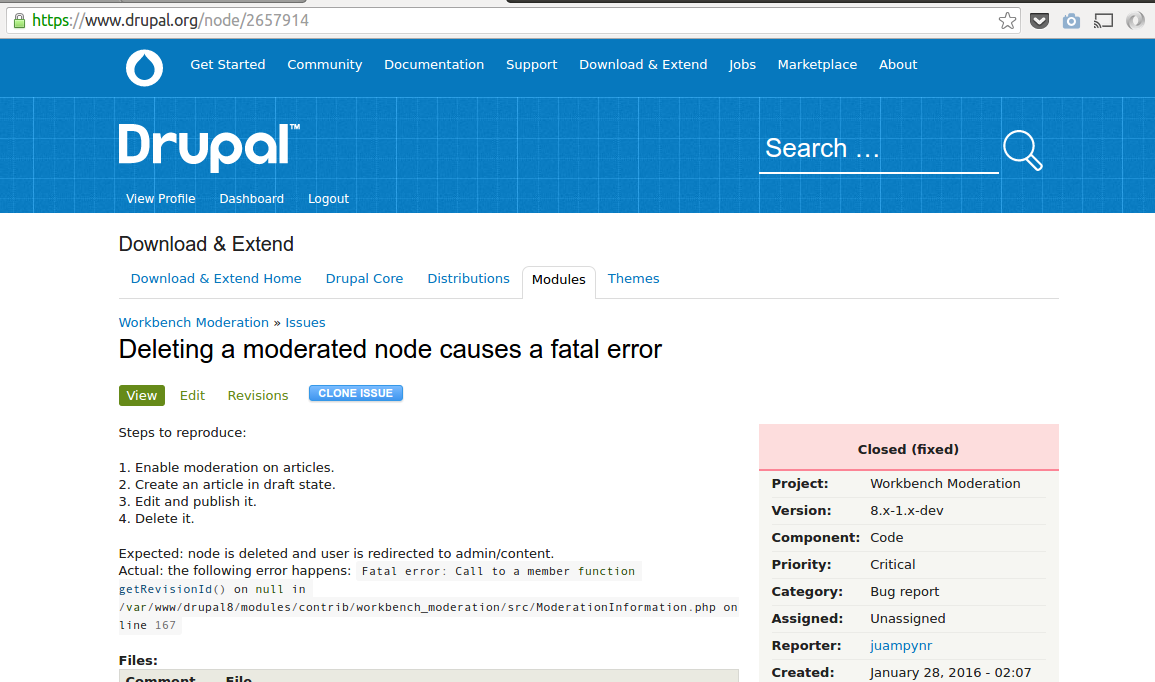 https://www.drupal.org/node/2657914
Get Started Community Documentation Support Download & Extend Jobs Marketplace About
Drupal™
Search ...
View Profile Dashboard Logout
Download & Extend
Download & Extend Home Drupal Core Distributions Modules Themes
Workbench Moderation » Issues
Deleting a moderated node causes a fatal error
View Edit Revisions CLONE ISSUE
Steps to reproduce:
1. Enable moderation on articles.
2. Create an article in draft state.
3. Edit and publish it.
4. Delete it.
Expected: node is deleted and user is redirected to admin/content.
Actual: the following error happens: Fatal error: Call to a member function
getRevisionId() on null in
/var/www/drupal8/modules/contrib/workbench_moderation/src/ModerationInformation.php on
line 167
Files:
Comment File
Closed (fixed)
Project: Workbench Moderation
Version: 8.x-1.x-dev
Component: Code
Priority: Critical
Category: Bug report
Assigned: Unassigned
Reporter: juampynr
Created: January 28, 2016 - 02:07